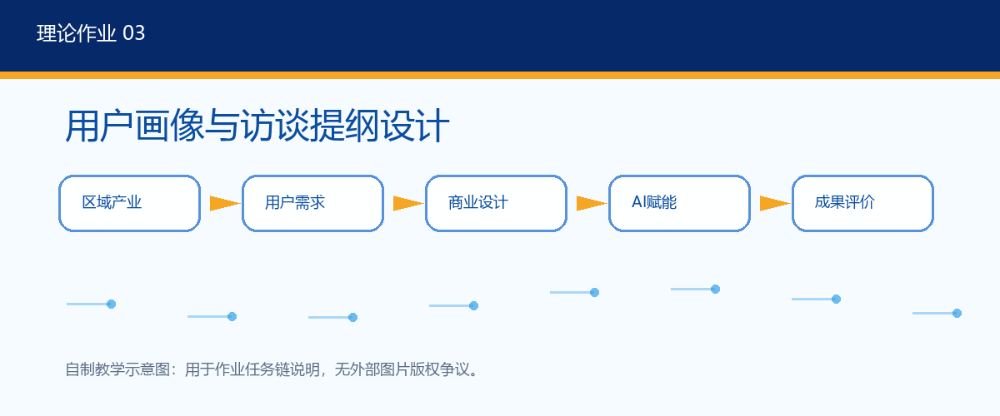 理论作业 03
用户画像与访谈提纲设计
区域产业
用户需求
商业设计
AI赋能
成果评价
自制教学示意图：用于作业任务链说明，无外部图片版权争议。